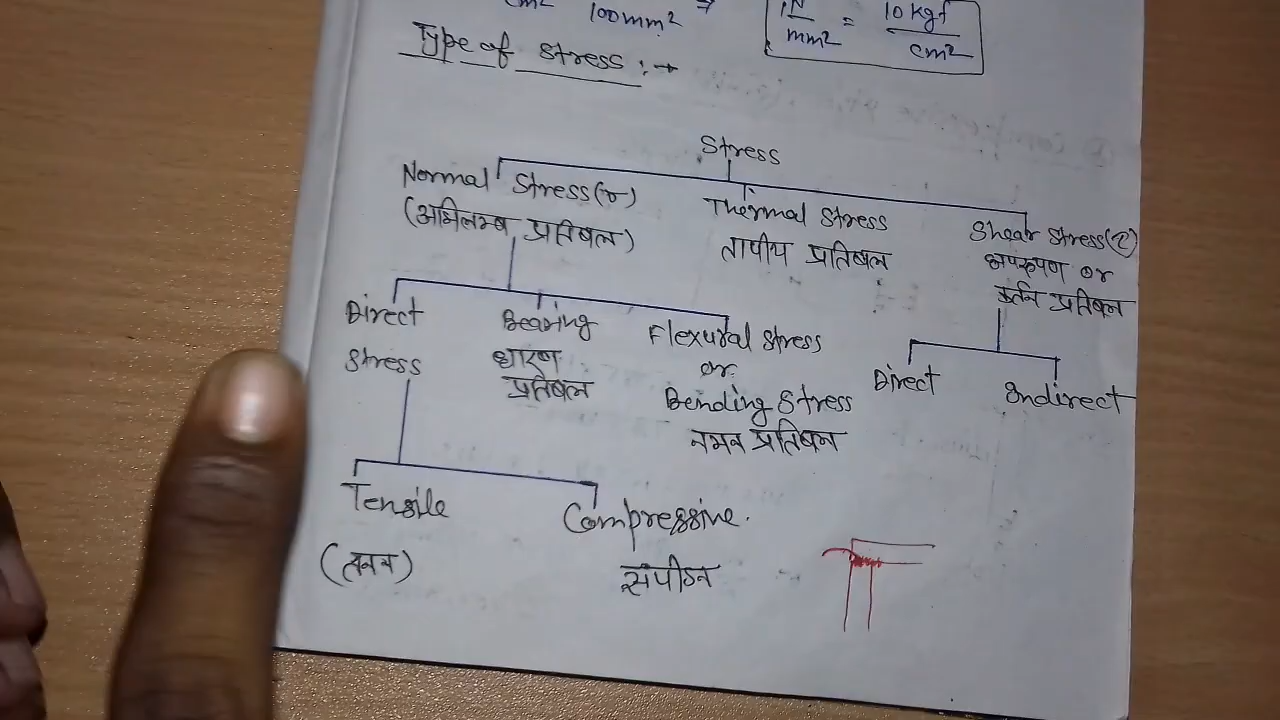 cm² 100mm² ⇒
1N/mm² = 10 kgf/cm²
Type of Stress :→
Stress
Normal Stress(σ)
(अभिलम्ब प्रतिबल)
Thermal Stress
तापीय प्रतिबल
Shear Stress(τ)
अपरूपण or
कर्तन प्रतिबल
Direct
Stress
Bearing
धारण
प्रतिबल
Flexural Stress
or
Bending Stress
नमन प्रतिबल
Direct
Indirect
Tensile
(तनन)
Compressive.
संपीडन